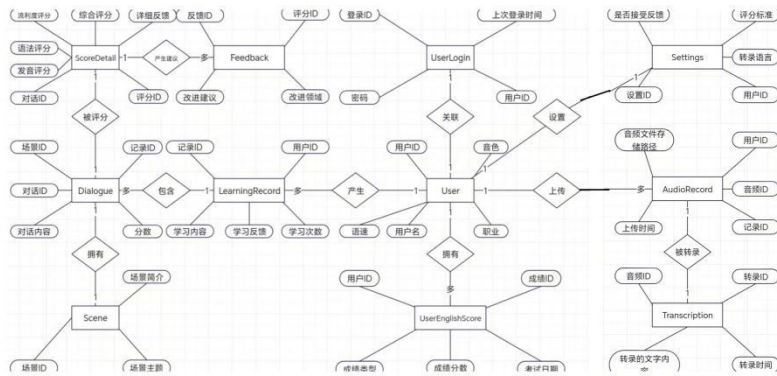 流利度评分
综合评分
详细反馈
反馈ID
评分ID
登录ID
上次登录时间
是否接受反馈
评分标准
语法评分
ScoreDetail
1
产生建议
多
Feedback
UserLogin
Settings
转录语言
发音评分
1
1
1
对话ID
评分ID
改进建议
改进领域
密码
用户ID
设置ID
用户ID
被评分
关联
设置
场景ID
记录ID
记录ID
用户ID
用户ID
音色
音频文件存
储路径
用户ID
1
1
1
对话ID
Dialogue
多
包含
1
LearningRecord
多
产生
1
User
1
上传
多
AudioRecord
音频ID
1
1
1
对话内容
分数
学习内容
学习反馈
学习次数
语速
用户名
职业
上传时间
记录ID
拥有
拥有
被转录
场景简介
用户ID
成绩ID
音频ID
转录ID
1
多
1
Scene
UserEnglishScore
Transcription
场景ID
场景主题
成绩类型
成绩分数
考试日期
转录的文字内
容
转录时间